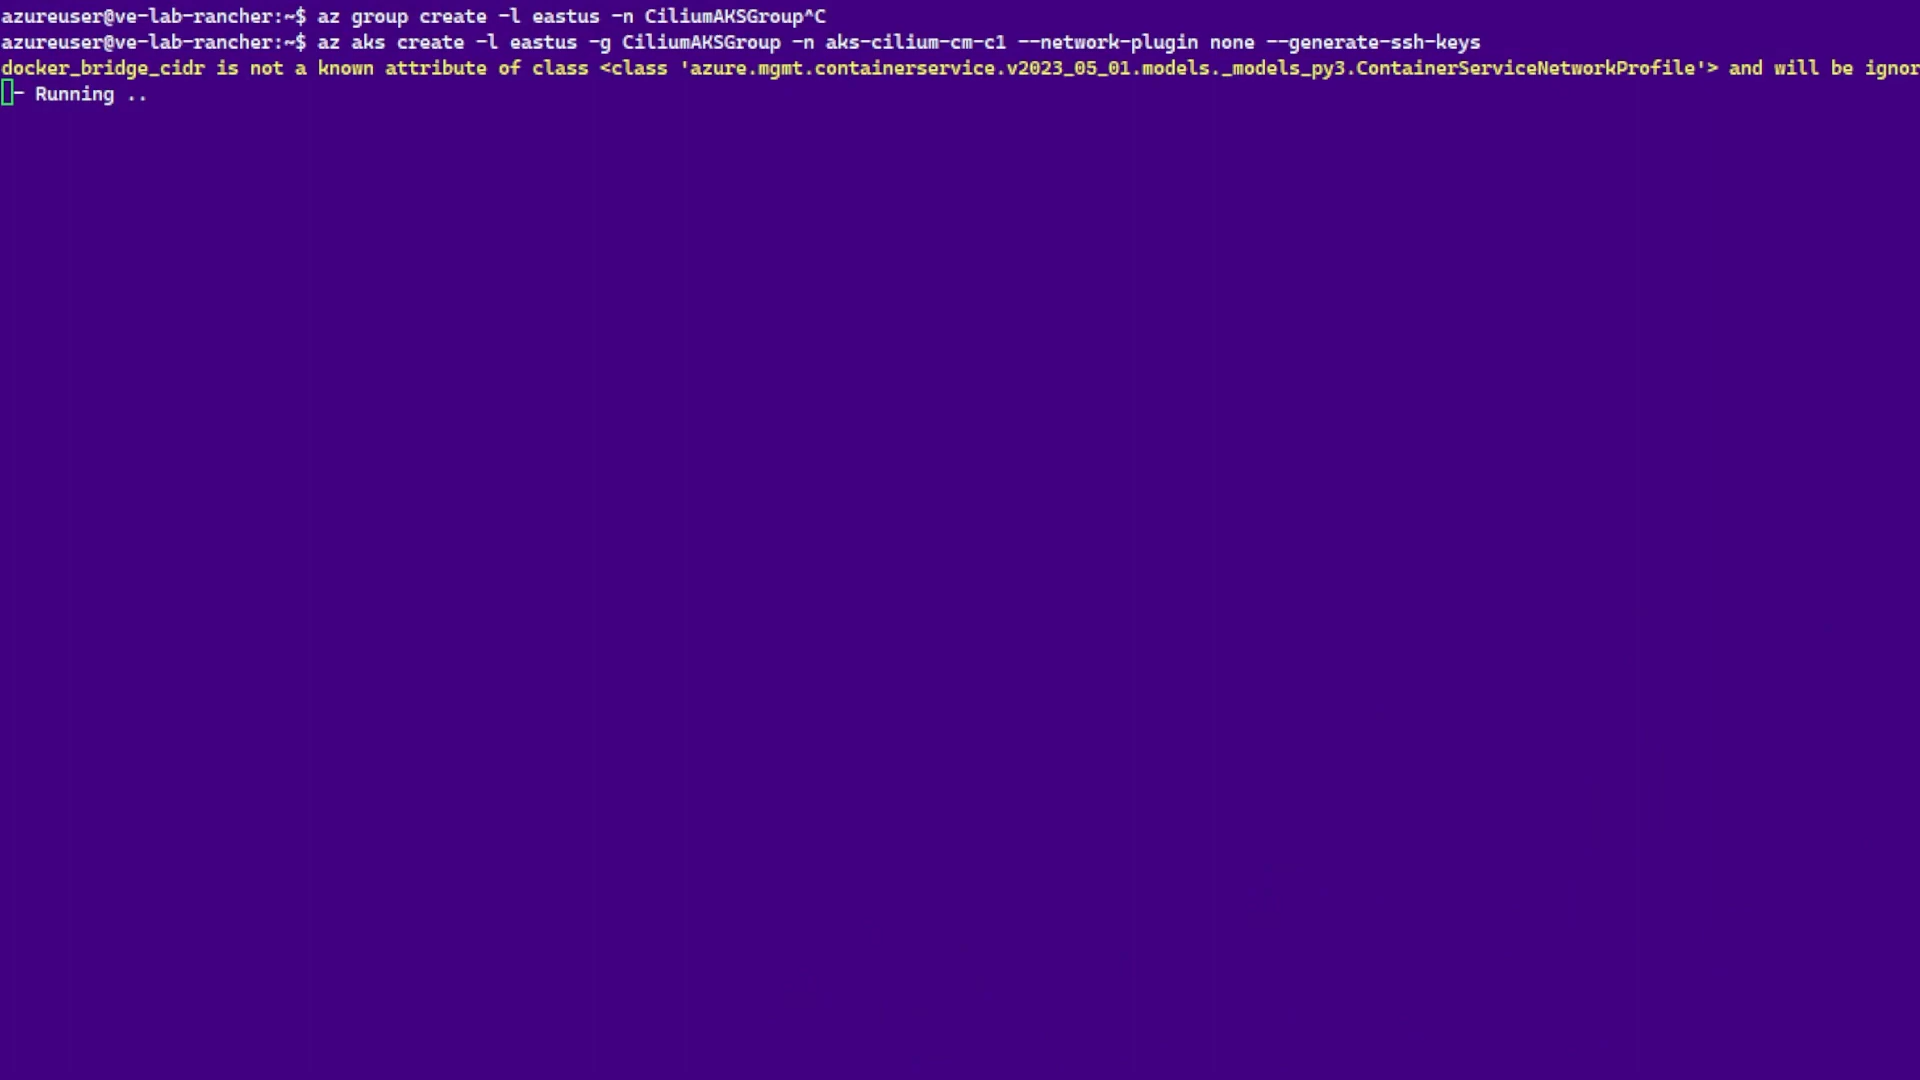 azureuser@ve-lab-rancher:~$ az group create -l eastus -n CiliumAKSGroup^C
azureuser@ve-lab-rancher:~$ az aks create -l eastus -g CiliumAKSGroup -n aks-cilium-cm-c1 --network-plugin none --generate-ssh-keys
docker_bridge_cidr is not a known attribute of class <class 'azure.mgmt.containerservice.v2023_05_01.models._models_py3.ContainerServiceNetworkProfile'> and will be ignor
- Running ..